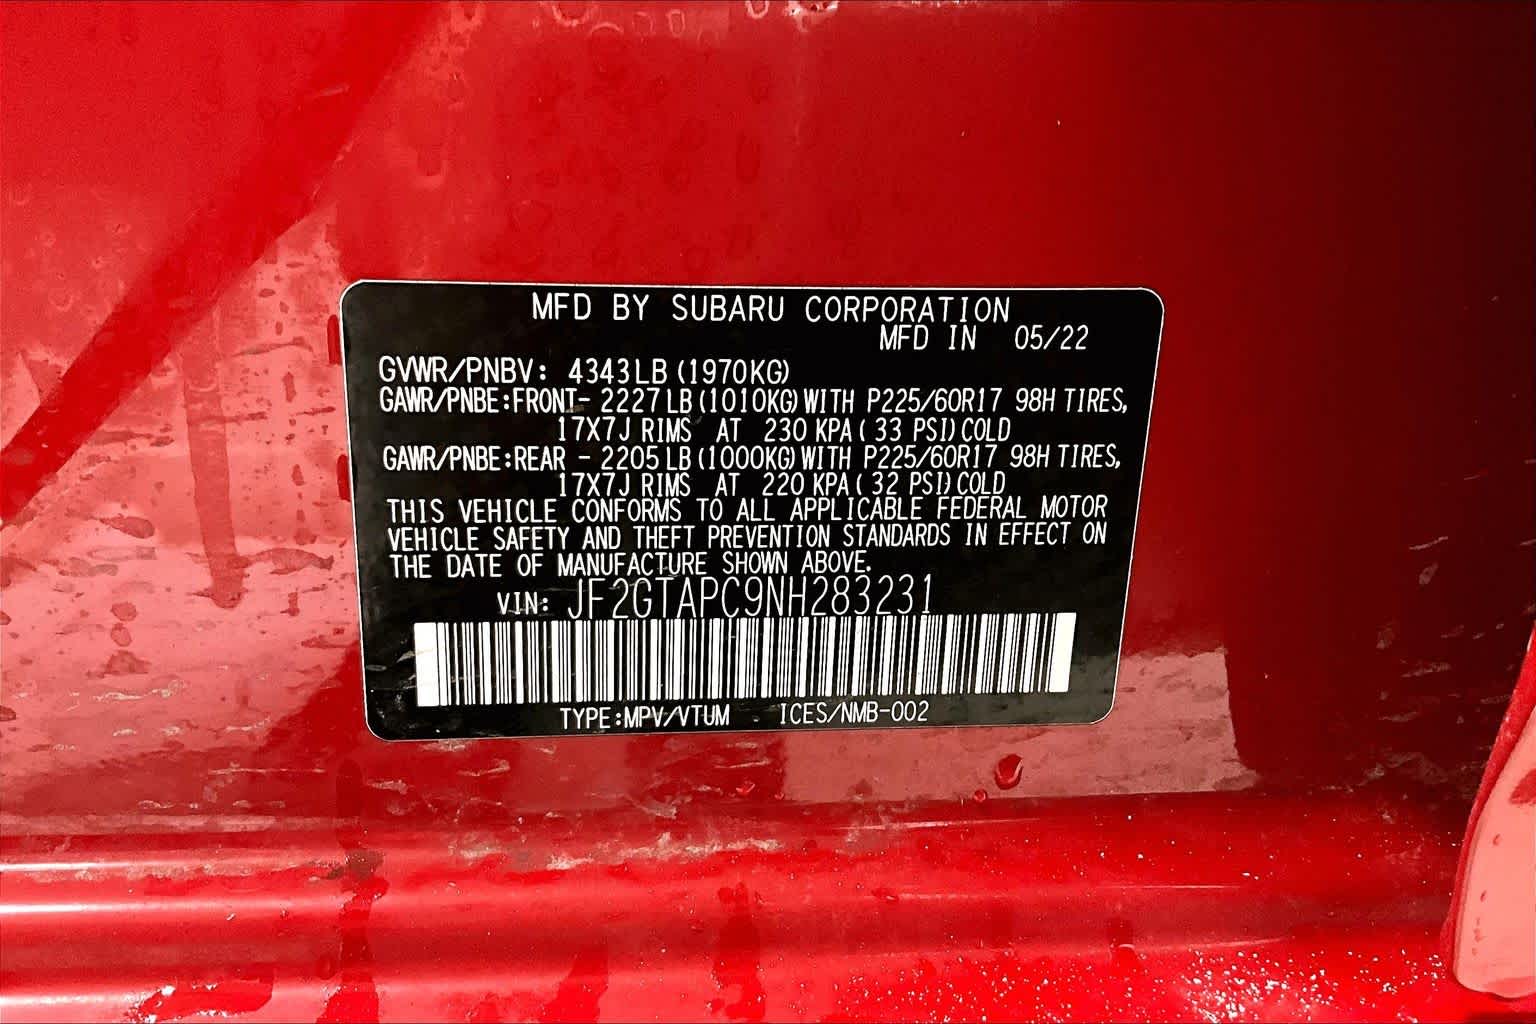 MFD BY SUBARU CORPORATION
MFD IN 05/22
GVWR/PNBV: 4343LB (1970KG)
GAWR/PNBE:FRONT- 2227LB (1010KG) WITH P225/60R17 98H TIRES,
17X7J RIMS AT 230 KPA ( 33 PSI) COLD
GAWR/PNBE:REAR - 2205LB (1000KG) WITH P225/60R17 98H TIRES,
17X7J RIMS AT 220 KPA ( 32 PSI) COLD
THIS VEHICLE CONFORMS TO ALL APPLICABLE FEDERAL MOTOR
VEHICLE SAFETY AND THEFT PREVENTION STANDARDS IN EFFECT ON
THE DATE OF MANUFACTURE SHOWN ABOVE.
VIN: JF2GTAPC9NH283231
TYPE:MPV/VTUM ICES/NMB-002